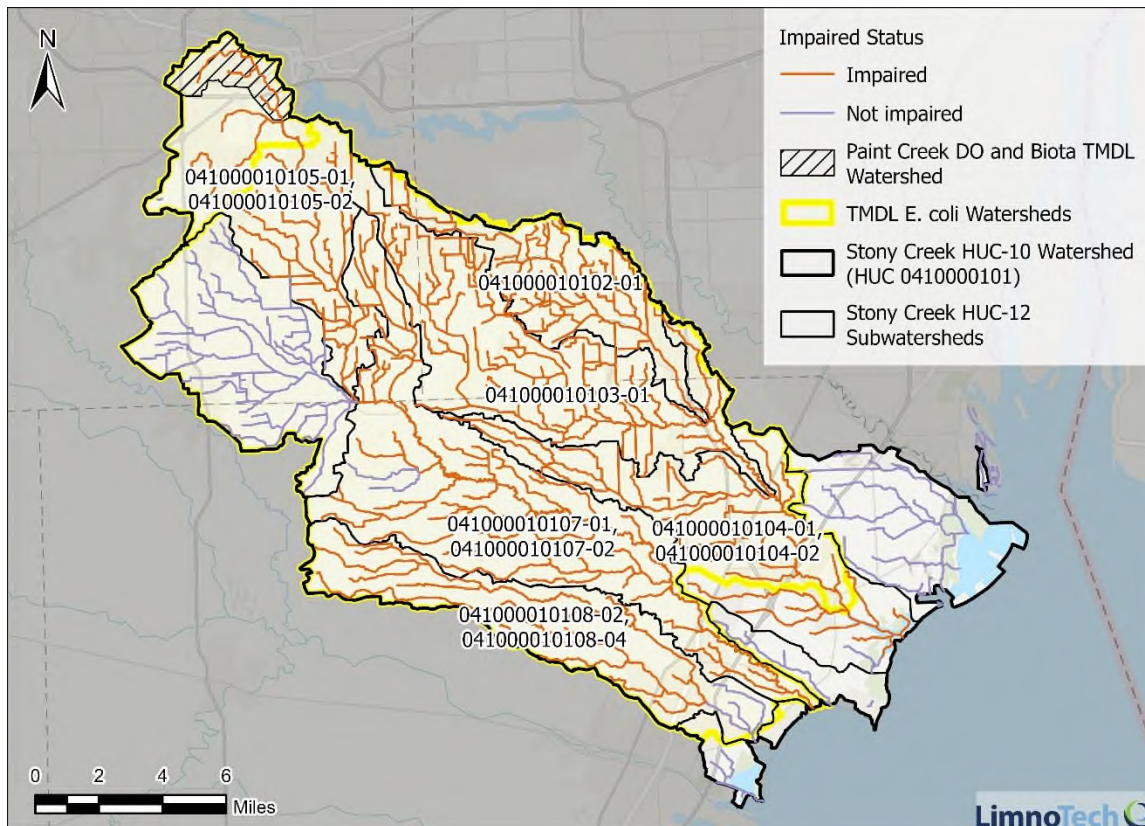 N
Impaired Status
Impaired
Not impaired
Paint Creek DO and Biota TMDL
Watershed
TMDL E. coli Watersheds
Stony Creek HUC-10 Watershed
(HUC 0410000101)
Stony Creek HUC-12
Subwatersheds
041000010105-01,
041000010105-02
041000010102-01
041000010103-01
041000010107-01,
041000010107-02
041000010104-01,
041000010104-02
041000010108-02,
041000010108-04
0 2 4 6
Miles
LimnoTech